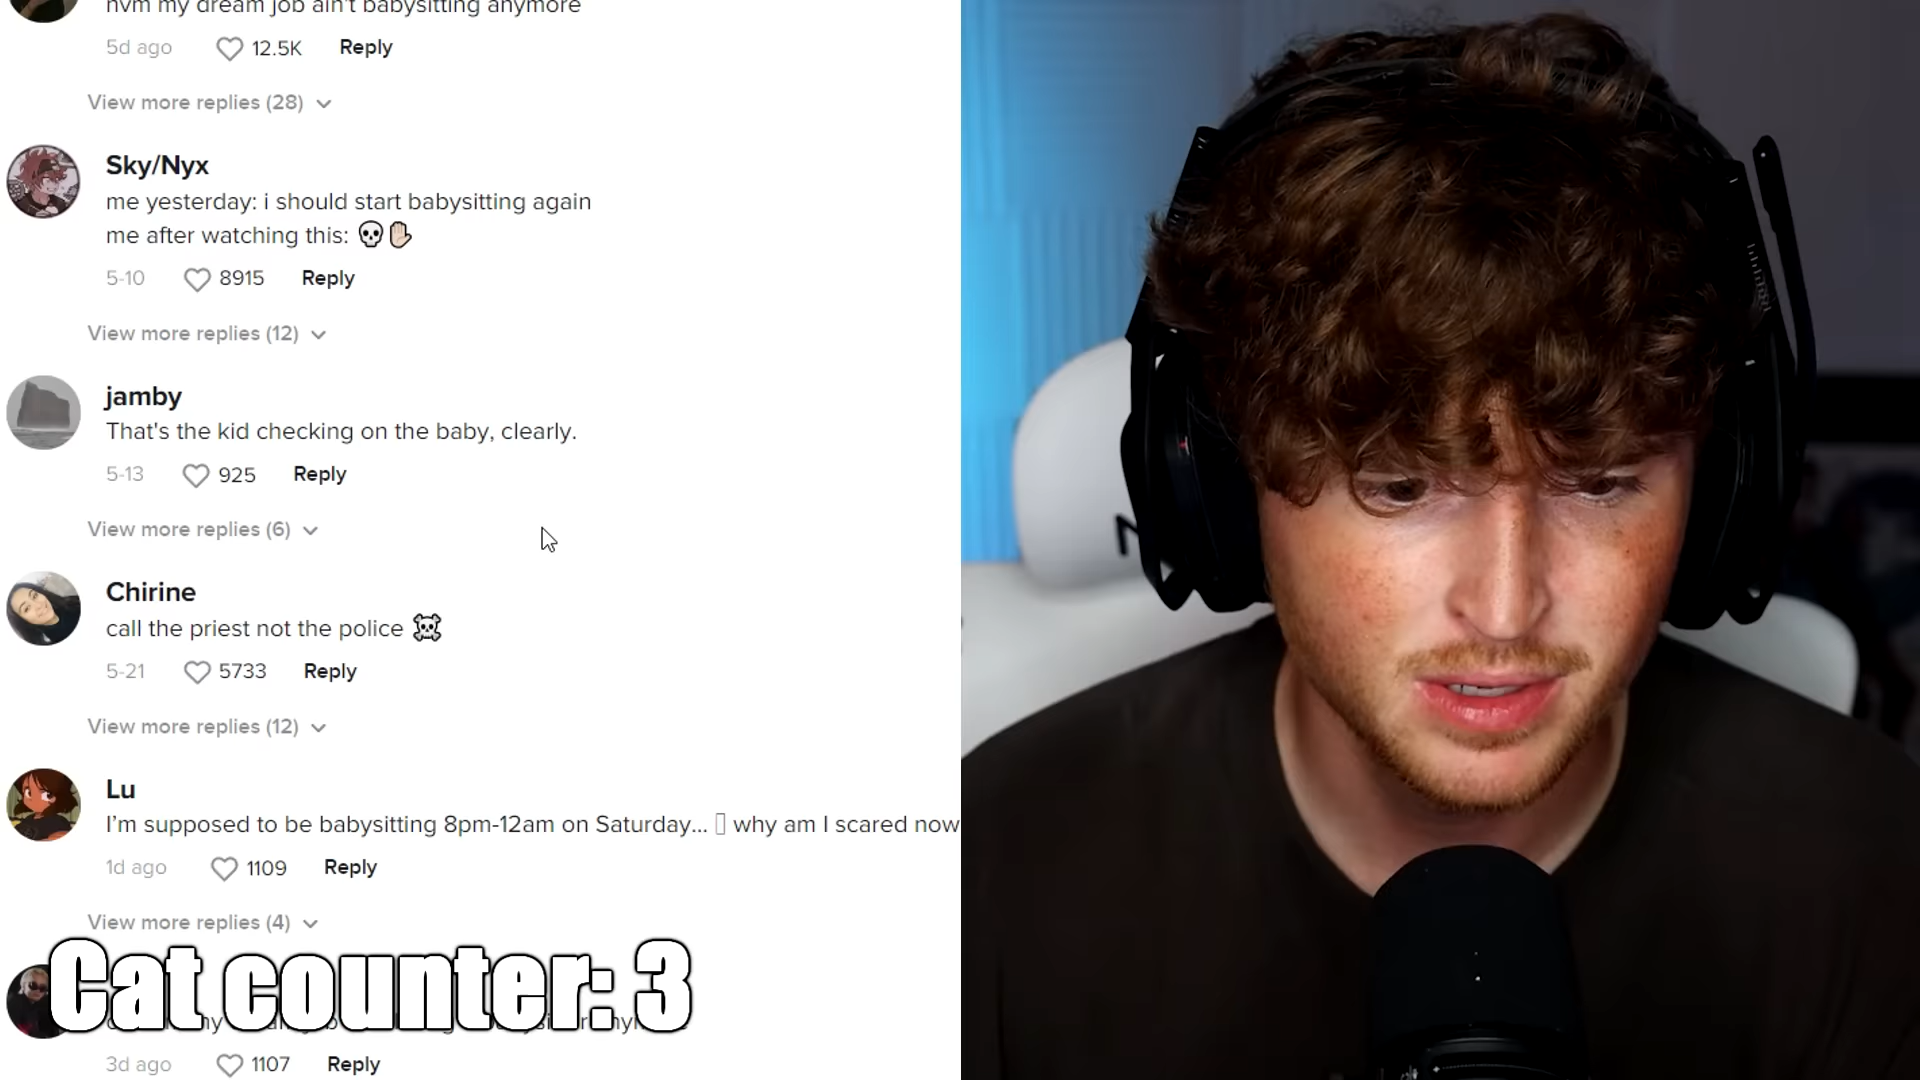 nvm my dream job ain't babysitting anymore
5d ago 12.5K Reply
View more replies (28)
Sky/Nyx
me yesterday: i should start babysitting again
me after watching this: 💀✋🏻
5-10 8915 Reply
View more replies (12)
jamby
That's the kid checking on the baby, clearly.
5-13 925 Reply
View more replies (6)
Chirine
call the priest not the police ☠
5-21 5733 Reply
View more replies (12)
Lu
I'm supposed to be babysitting 8pm-12am on Saturday... why am I scared now
1d ago 1109 Reply
View more replies (4)
Cat counter: 3
3d ago 1107 Reply